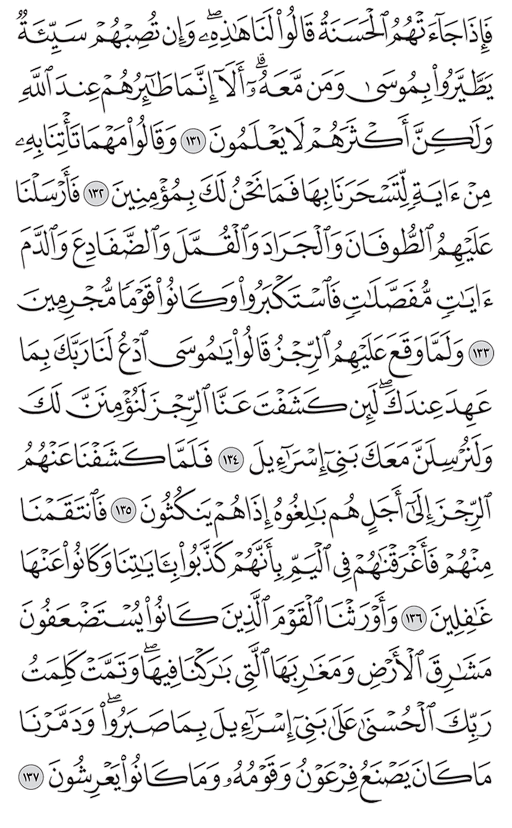 فَإِذَا جَآءَتْهُمُ ٱلْحَسَنَةُ قَالُوا۟ لَنَا هَـٰذِهِۦ ۖ وَإِن تُصِبْهُمْ سَيِّئَةٌ
يَطَّيَّرُوا۟ بِمُوسَىٰ وَمَن مَّعَهُۥٓ ۗ أَلَآ إِنَّمَا طَـٰٓئِرُهُمْ عِندَ ٱللَّهِ
وَلَـٰكِنَّ أَكْثَرَهُمْ لَا يَعْلَمُونَ ١٣١ وَقَالُوا۟ مَهْمَا تَأْتِنَا بِهِۦ
مِنْ ءَايَةٍ لِّتَسْحَرَنَا بِهَا فَمَا نَحْنُ لَكَ بِمُؤْمِنِينَ ١٣٢ فَأَرْسَلْنَا
عَلَيْهِمُ ٱلطُّوفَانَ وَٱلْجَرَادَ وَٱلْقُمَّلَ وَٱلضَّفَادِعَ وَٱلدَّمَ
ءَايَـٰتٍ مُّفَصَّلَـٰتٍ فَٱسْتَكْبَرُوا۟ وَكَانُوا۟ قَوْمًا مُّجْرِمِينَ
١٣٣ وَلَمَّا وَقَعَ عَلَيْهِمُ ٱلرِّجْزُ قَالُوا۟ يَـٰمُوسَى ٱدْعُ لَنَا رَبَّكَ بِمَا
عَهِدَ عِندَكَ ۖ لَئِن كَشَفْتَ عَنَّا ٱلرِّجْزَ لَنُؤْمِنَنَّ لَكَ
وَلَنُرْسِلَنَّ مَعَكَ بَنِىٓ إِسْرَٰٓءِيلَ ١٣٤ فَلَمَّا كَشَفْنَا عَنْهُمُ
ٱلرِّجْزَ إِلَىٰٓ أَجَلٍ هُم بَـٰلِغُوهُ إِذَا هُمْ يَنكُثُونَ ١٣٥ فَٱنتَقَمْنَا
مِنْهُمْ فَأَغْرَقْنَـٰهُمْ فِى ٱلْيَمِّ بِأَنَّهُمْ كَذَّبُوا۟ بِـَٔايَـٰتِنَا وَكَانُوا۟ عَنْهَا
غَـٰفِلِينَ ١٣٦ وَأَوْرَثْنَا ٱلْقَوْمَ ٱلَّذِينَ كَانُوا۟ يُسْتَضْعَفُونَ
مَشَـٰرِقَ ٱلْأَرْضِ وَمَغَـٰرِبَهَا ٱلَّتِى بَـٰرَكْنَا فِيهَا ۖ وَتَمَّتْ كَلِمَتُ
رَبِّكَ ٱلْحُسْنَىٰ عَلَىٰ بَنِىٓ إِسْرَٰٓءِيلَ بِمَا صَبَرُوا۟ ۖ وَدَمَّرْنَا
مَا كَانَ يَصْنَعُ فِرْعَوْنُ وَقَوْمُهُۥ وَمَا كَانُوا۟ يَعْرِشُونَ ١٣٧